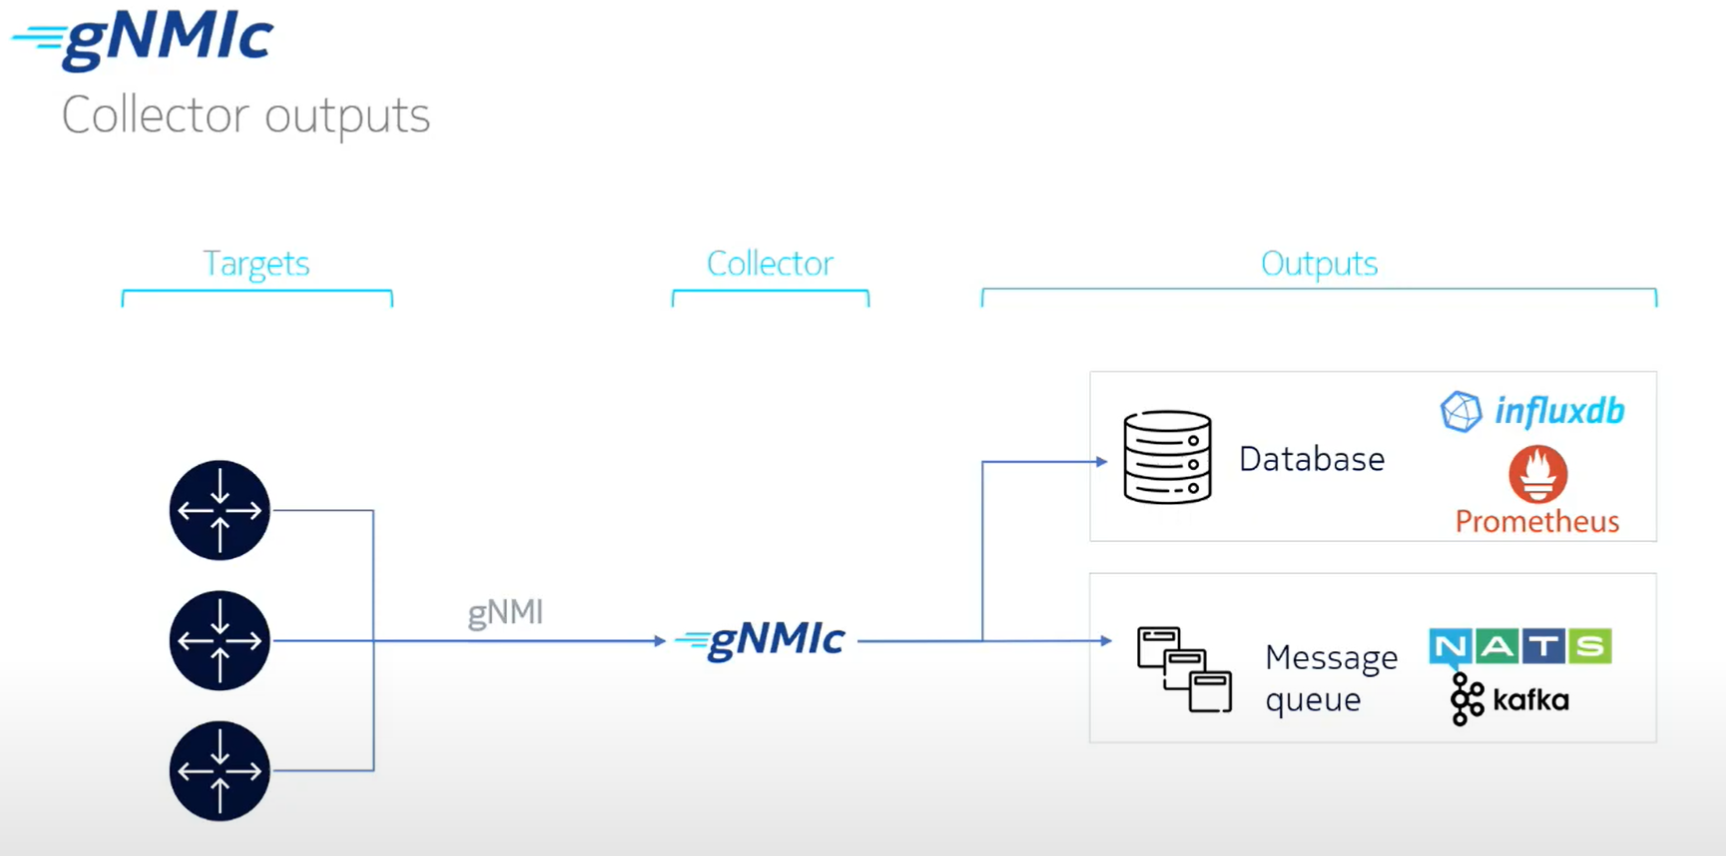 gNMIc
Collector outputs
Targets
Collector
Outputs
influxdb
Database
Prometheus
gNMI
gNMIc
Message
queue
NATS
kafka